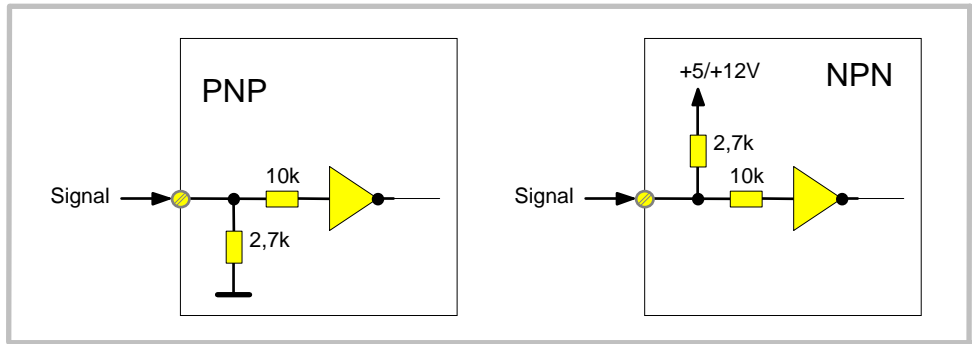 PNP
Signal
10k
2,7k
+5/+12V
NPN
2,7k
10k
Signal